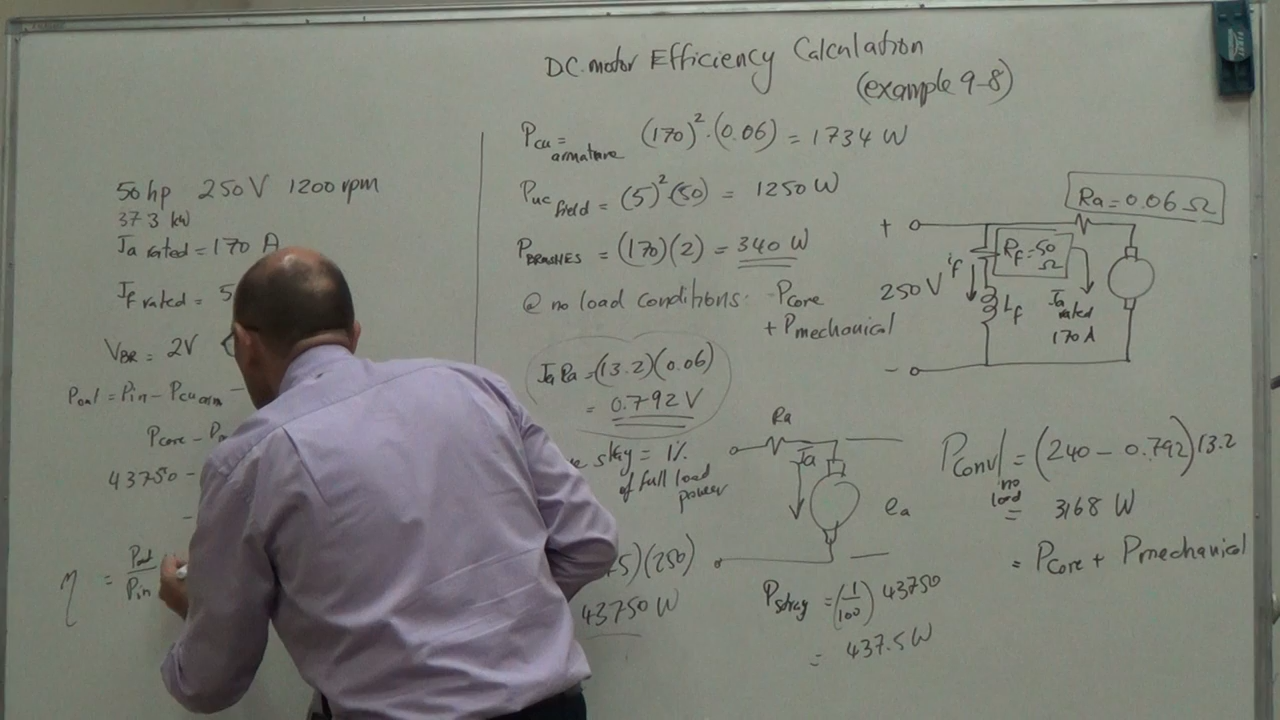 DC motor Efficiency Calculation
(example 9-8)
50 hp 250 V 1200 rpm
37.3 kW
Ia rated = 170 A
If rated = 5
VBR = 2V
Pout = Pin - Pcu arm -
Pcore - 
43750 -
-
η = Pout / Pin
Pcu armature = (170)² · (0.06) = 1734 W
Puc field = (5)² (50) = 1250 W
PBRUSHES = (170)(2) = 340 W
@ no load conditions: Pcore
+ Pmechanical
Ia Ra = (13.2)(0.06)
= 0.792 V
stray = 1%
of full load
power
5)(250)
43750 W
Ra = 0.06 Ω
+
Rf = 50
Ω
250 V
if
Lf
Ia rated
170 A
-
Ra
Ia
ea
Pstray = (1/100) 43750
= 437.5 W
Pconv| no load = (240 - 0.792) 13.2
= 3168 W
= Pcore + Pmechanical